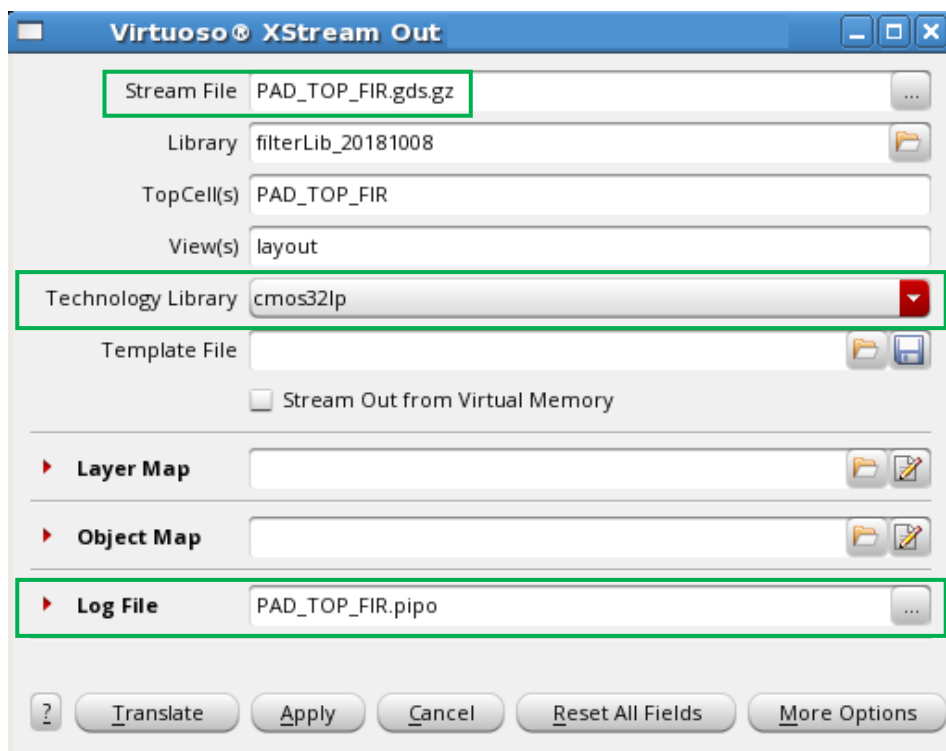 Virtuoso® XStream Out
Stream File PAD_TOP_FIR.gds.gz ...
Library filterLib_20181008
TopCell(s) PAD_TOP_FIR
View(s) layout
Technology Library cmos32lp
Template File
Stream Out from Virtual Memory
Layer Map
Object Map
Log File PAD_TOP_FIR.pipo ...
? Translate Apply Cancel Reset All Fields More Options